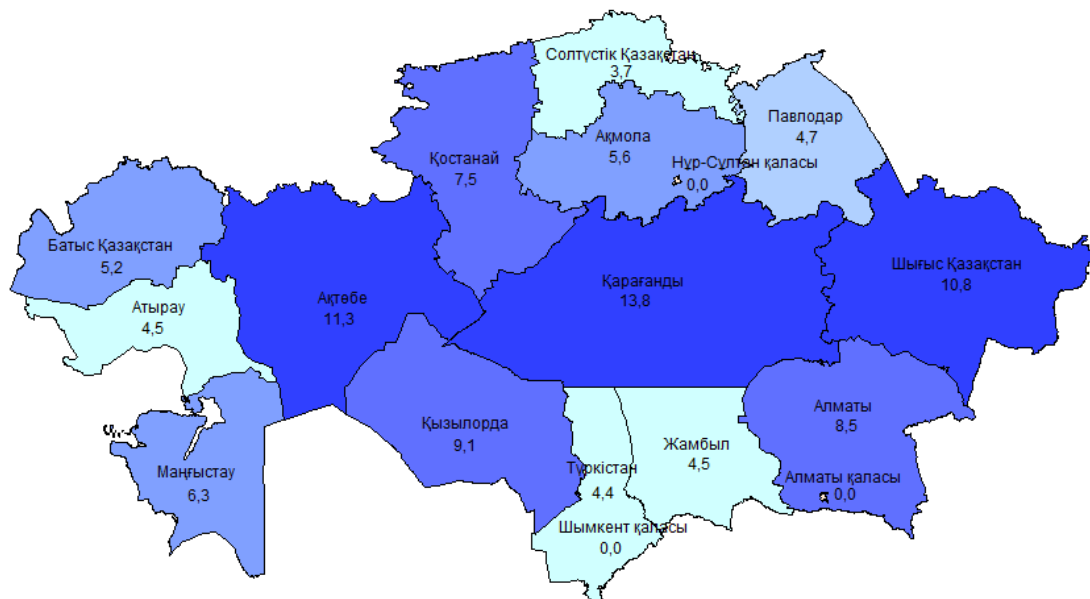 Солтүстік Қазақстан
3,7
Павлодар
4,7
Ақмола
5,6
Қостанай
7,5
Нұр-Сұлтан қаласы
0,0
Батыс Қазақстан
5,2
Шығыс Қазақстан
10,8
Қарағанды
13,8
Ақтөбе
11,3
Атырау
4,5
Алматы
8,5
Қызылорда
9,1
Жамбыл
4,5
Маңғыстау
6,3
Түркістан
4,4
Алматы қаласы
0,0
Шымкент қаласы
0,0